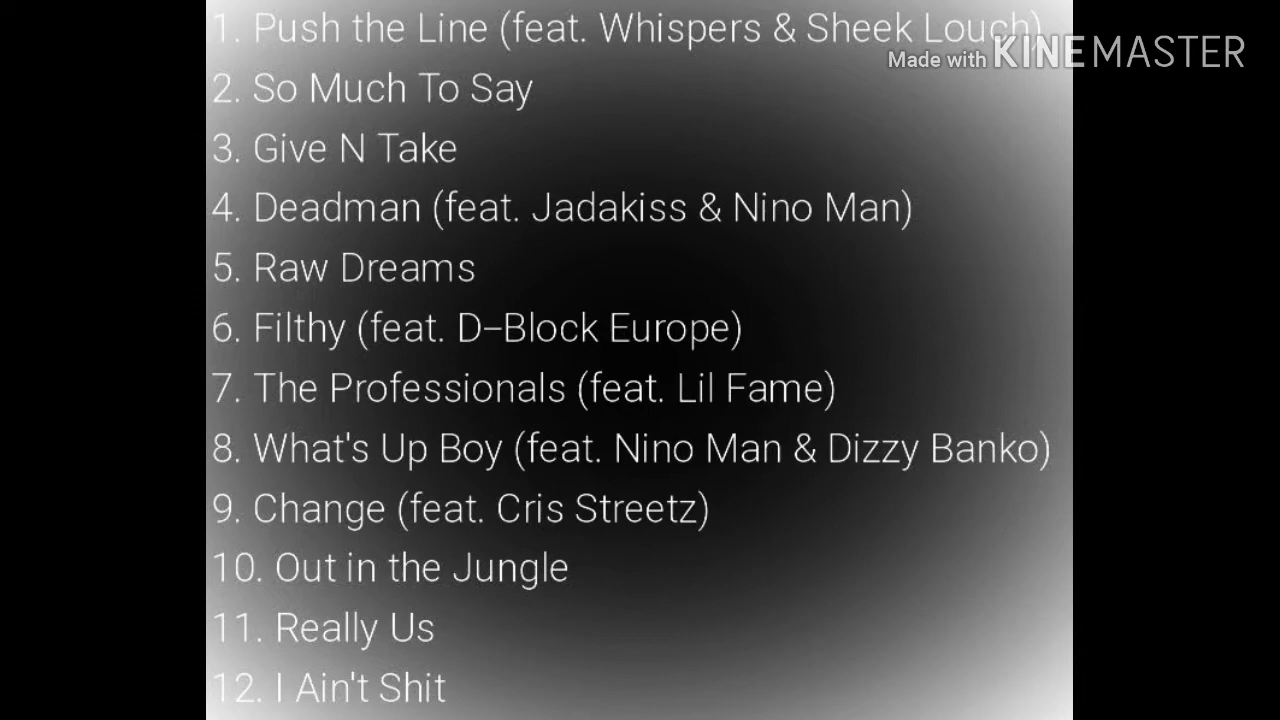 1. Push the Line (feat. Whispers & Sheek Louch)
Made with KINEMASTER
2. So Much To Say
3. Give N Take
4. Deadman (feat. Jadakiss & Nino Man)
5. Raw Dreams
6. Filthy (feat. D–Block Europe)
7. The Professionals (feat. Lil Fame)
8. What's Up Boy (feat. Nino Man & Dizzy Banko)
9. Change (feat. Cris Streetz)
10. Out in the Jungle
11. Really Us
12. I Ain't Shit